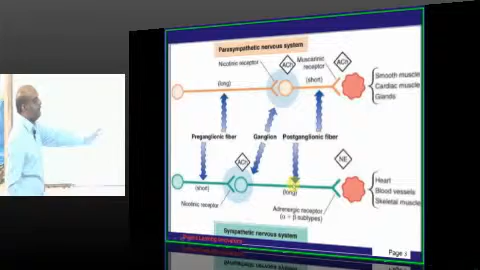 Parasympathetic nervous system
Nicotinic receptor
ACh
Muscarinic
receptor
ACh
(long)
(short)
Smooth muscle
Cardiac muscle
Glands
Preganglionic fiber
Ganglion
Postganglionic fiber
ACh
NE
(short)
(long)
Heart
Blood vessels
Skeletal muscle
Nicotinic receptor
Adrenergic receptor
(α + β subtypes)
Sympathetic nervous system
Page 3